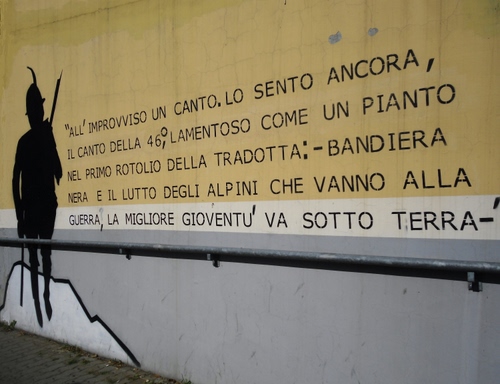 "ALL'IMPROVVISO UN CANTO. LO SENTO ANCORA,
IL CANTO DELLA 46°, LAMENTOSO COME UN PIANTO
NEL PRIMO ROTOLIO DELLA TRADOTTA:-BANDIERA
NERA E IL LUTTO DEGLI ALPINI CHE VANNO ALLA
GUERRA, LA MIGLIORE GIOVENTU' VA SOTTO TERRA-"